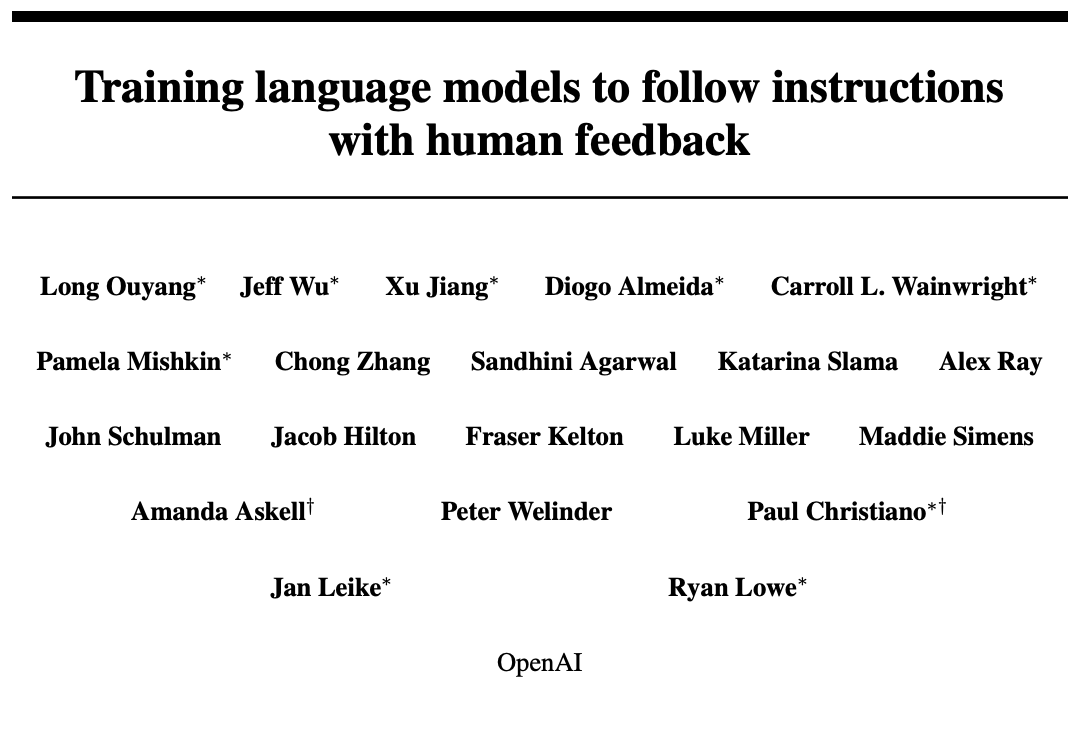 Training language models to follow instructions
with human feedback
Long Ouyang* Jeff Wu* Xu Jiang* Diogo Almeida* Carroll L. Wainwright*
Pamela Mishkin* Chong Zhang Sandhini Agarwal Katarina Slama Alex Ray
John Schulman Jacob Hilton Fraser Kelton Luke Miller Maddie Simens
Amanda Askell† Peter Welinder Paul Christiano*†
Jan Leike* Ryan Lowe*
OpenAI